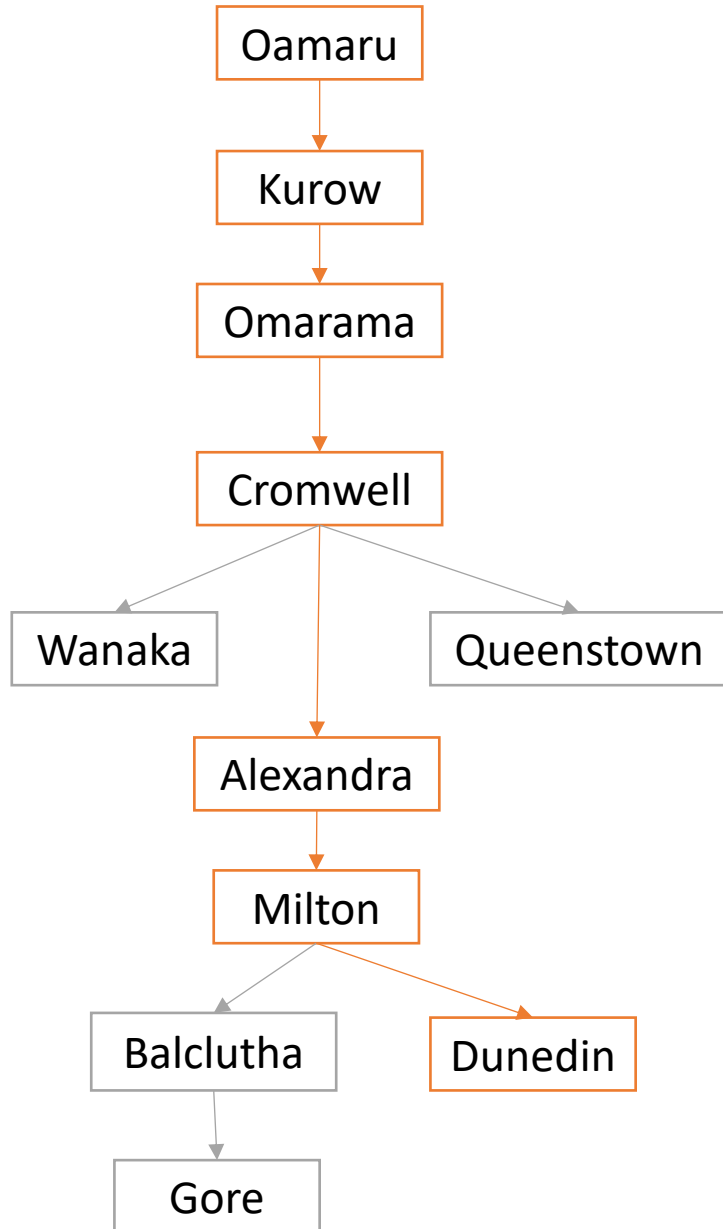 Oamaru
Kurow
Omarama
Cromwell
Wanaka
Queenstown
Alexandra
Milton
Balclutha
Dunedin
Gore